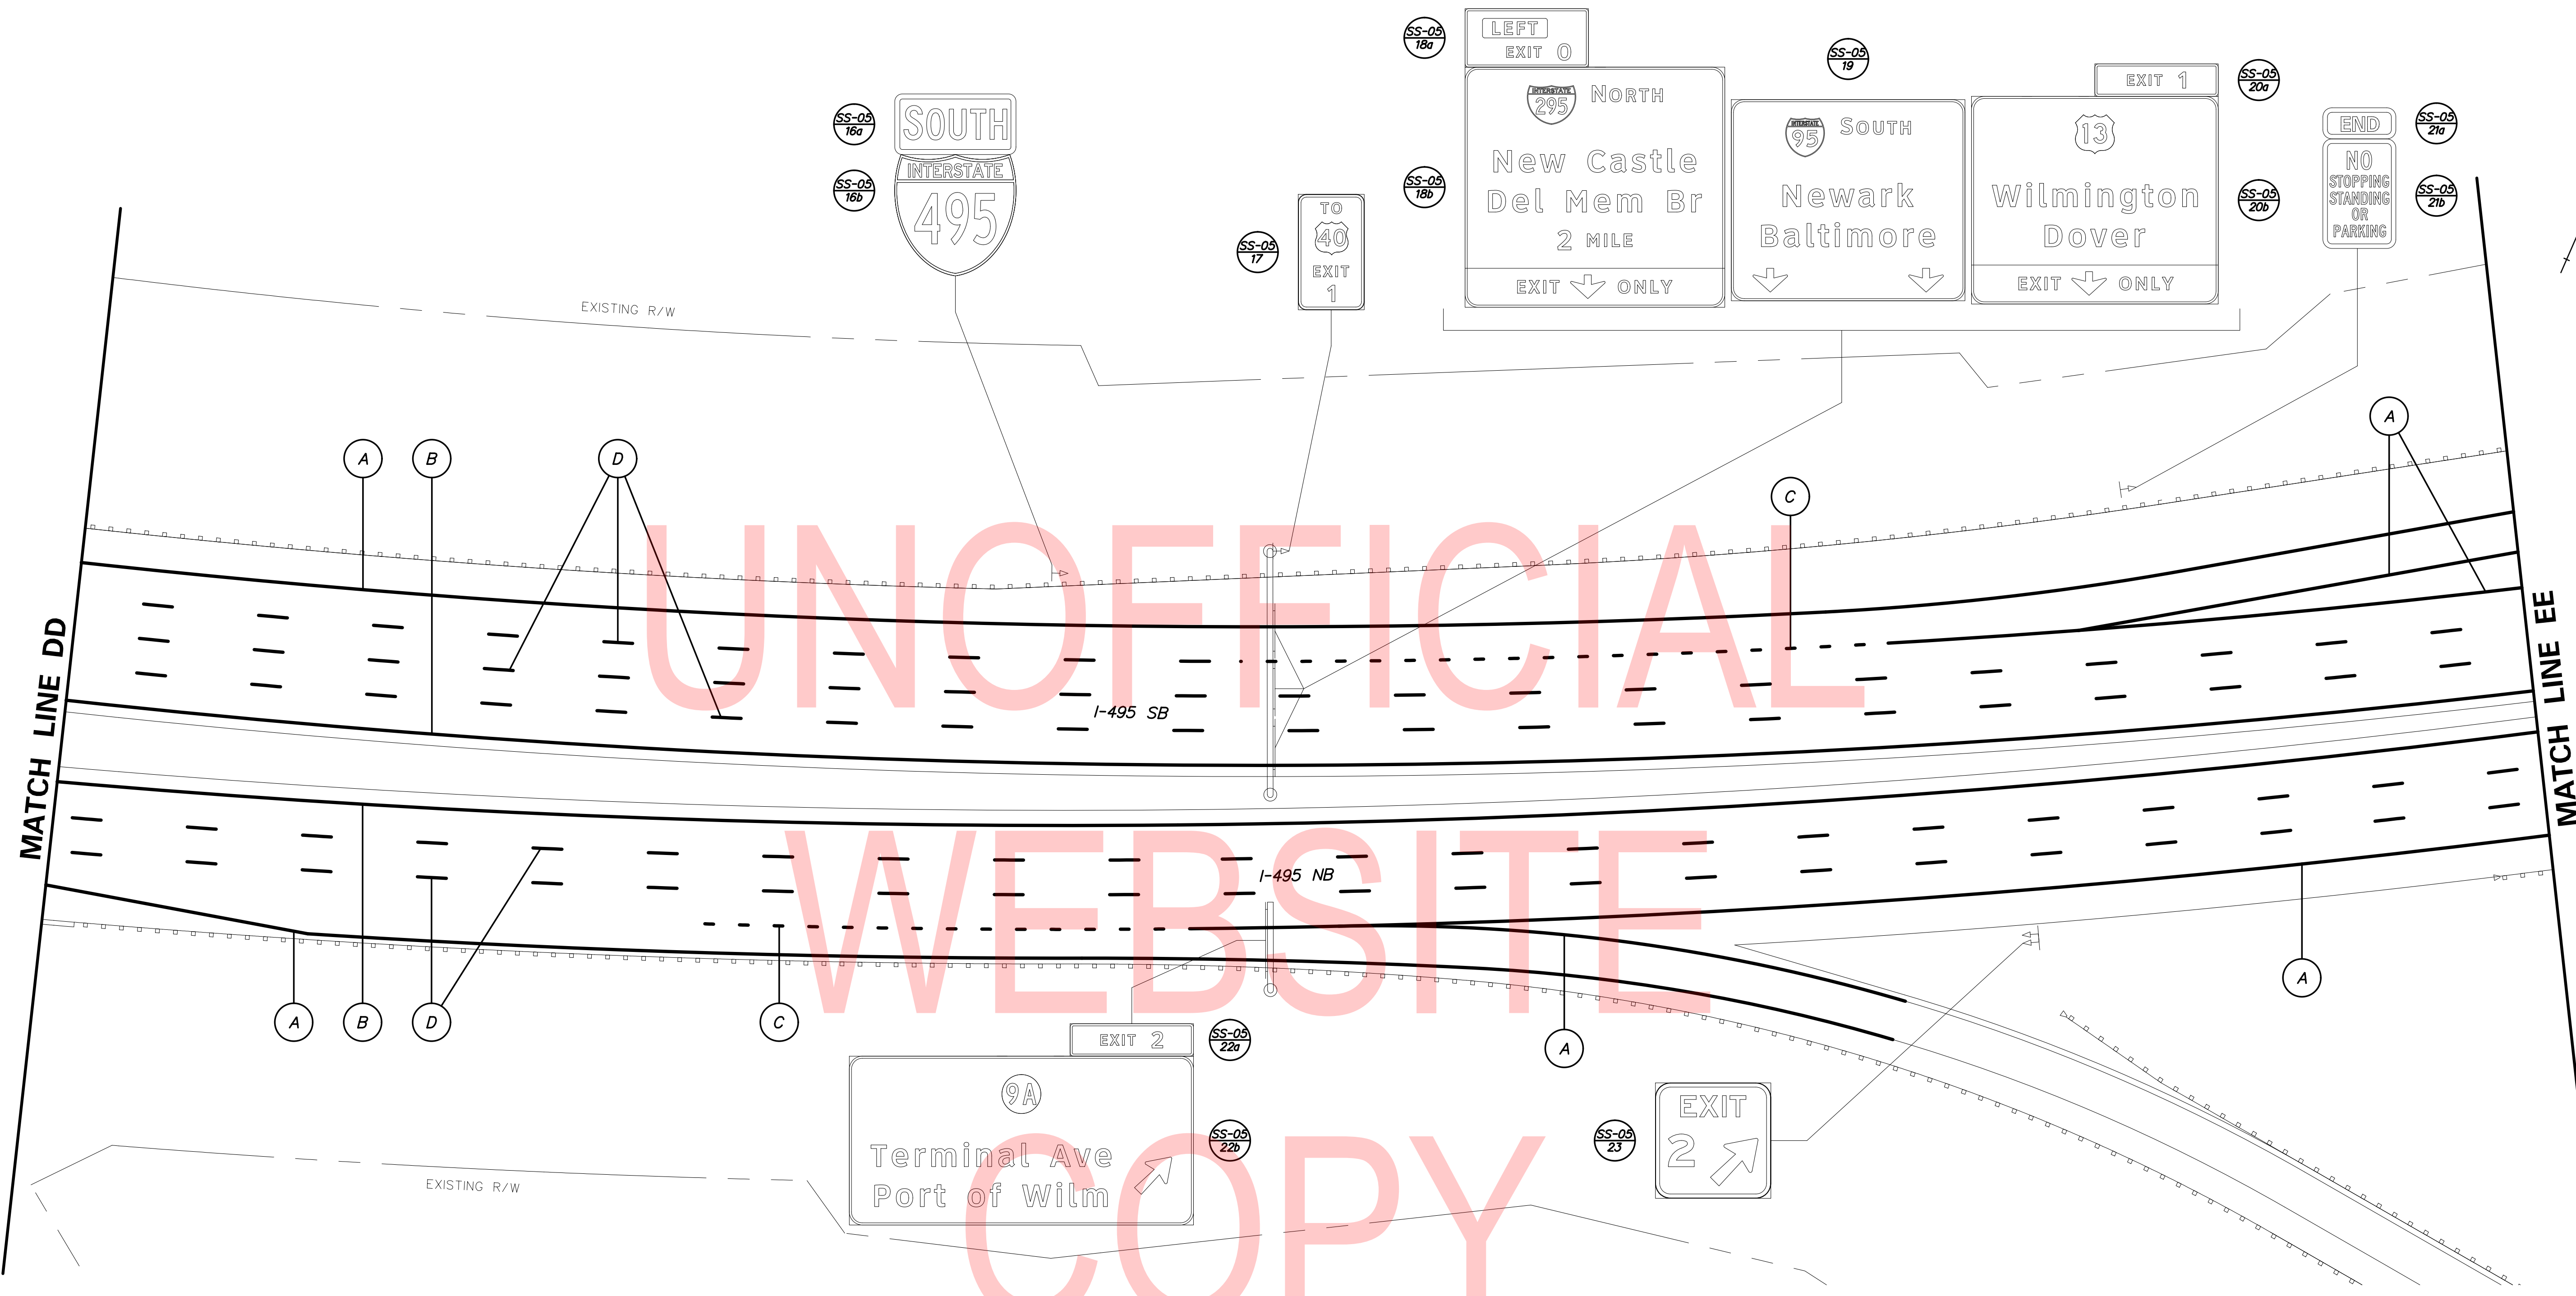 SS-05
16a
SS-05
16b
SOUTH
INTERSTATE
495
SS-05
17
TO
40
EXIT
1
SS-05
18a
SS-05
18b
LEFT
EXIT 0
INTERSTATE
295
NORTH
New Castle
Del Mem Br
2 MILE
EXIT ONLY
SS-05
19
INTERSTATE
95
SOUTH
Newark
Baltimore
EXIT 1
13
Wilmington
Dover
EXIT ONLY
SS-05
20a
SS-05
20b
END
NO
STOPPING
STANDING
OR
PARKING
SS-05
21a
SS-05
21b
EXISTING R/W
A
B
D
C
A
MATCH LINE DD
MATCH LINE EE
UNOFFICIAL
I-495 SB
WEBSITE
I-495 NB
A
B
D
C
A
A
EXIT 2
9A
Terminal Ave
Port of Wilm
SS-05
22a
SS-05
22b
SS-05
23
EXIT
2
EXISTING R/W
COPY